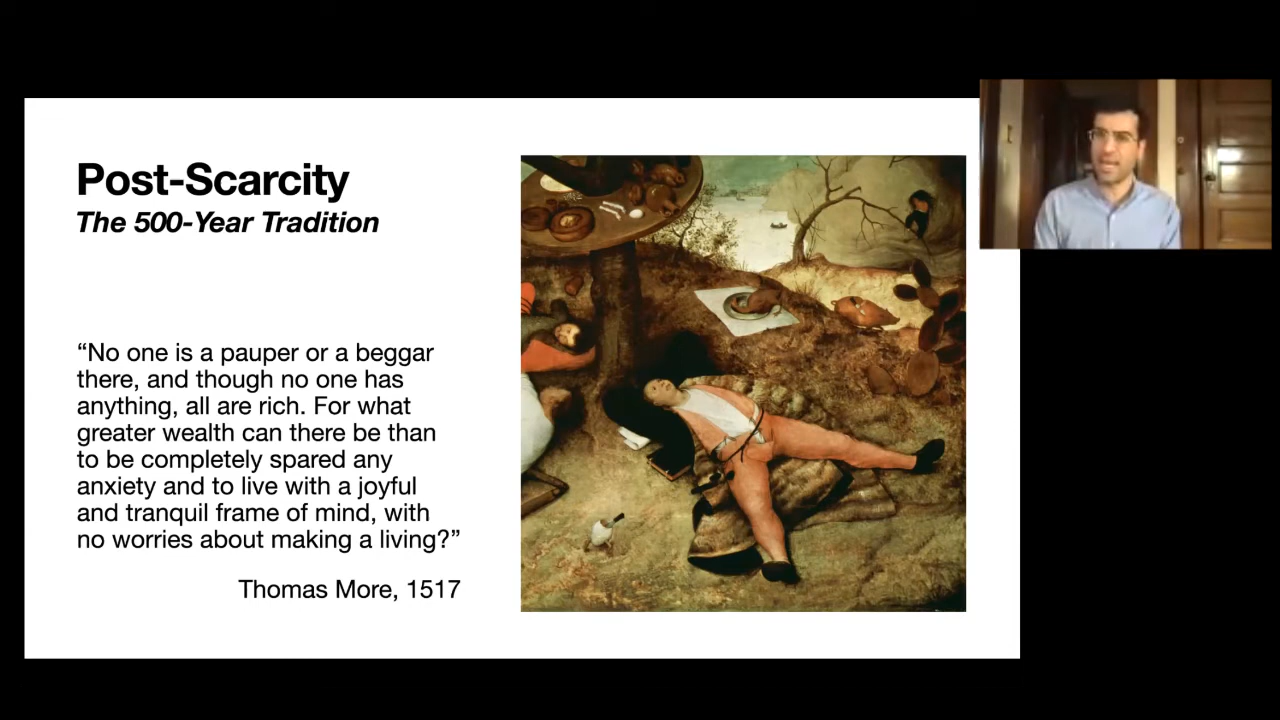 Post-Scarcity
The 500-Year Tradition
“No one is a pauper or a beggar
there, and though no one has
anything, all are rich. For what
greater wealth can there be than
to be completely spared any
anxiety and to live with a joyful
and tranquil frame of mind, with
no worries about making a living?”
Thomas More, 1517